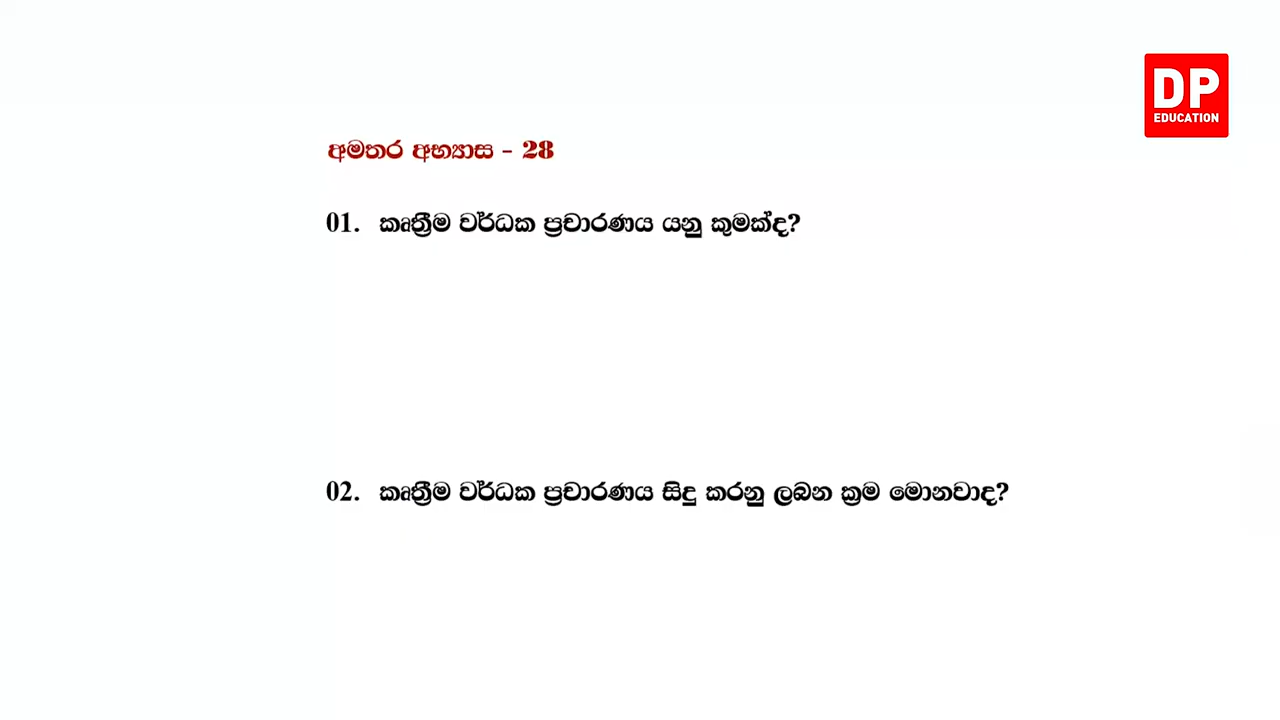 DP
EDUCATION
අමතර අභ්‍යාස - 28
01. කෘත්‍රීම වර්ධක ප්‍රචාරණය යනු කුමක්ද?
02. කෘත්‍රීම වර්ධක ප්‍රචාරණය සිදු කරනු ලබන ක්‍රම මොනවාද?